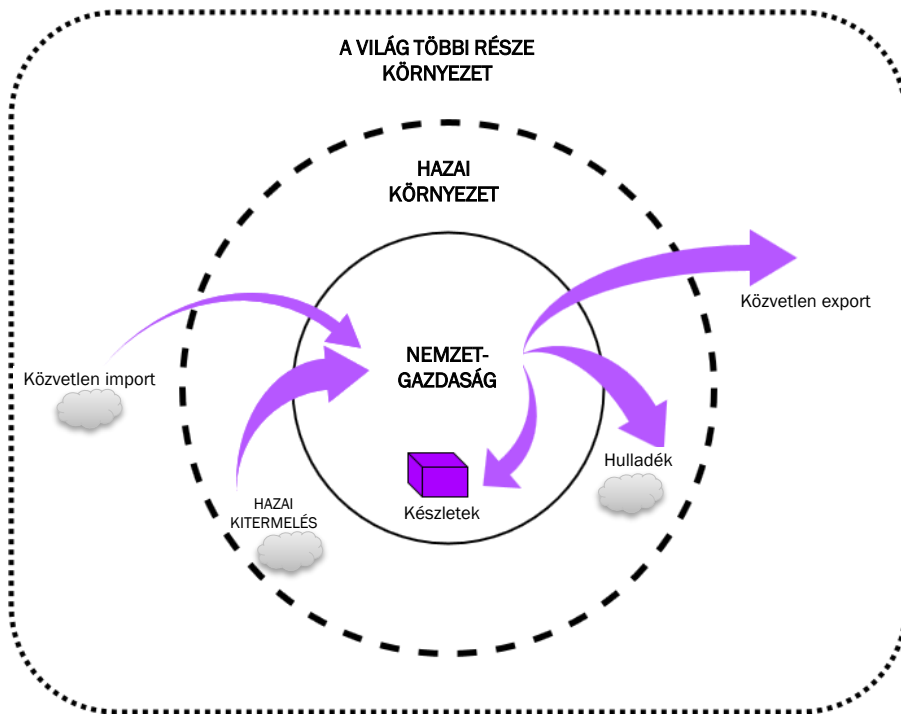 A VILÁG TÖBBI RÉSZE
KÖRNYEZET
HAZAI
KÖRNYEZET
Közvetlen export
NEMZET-
GAZDASÁG
Közvetlen import
Hulladék
HAZAI
KITERMELÉS
Készletek